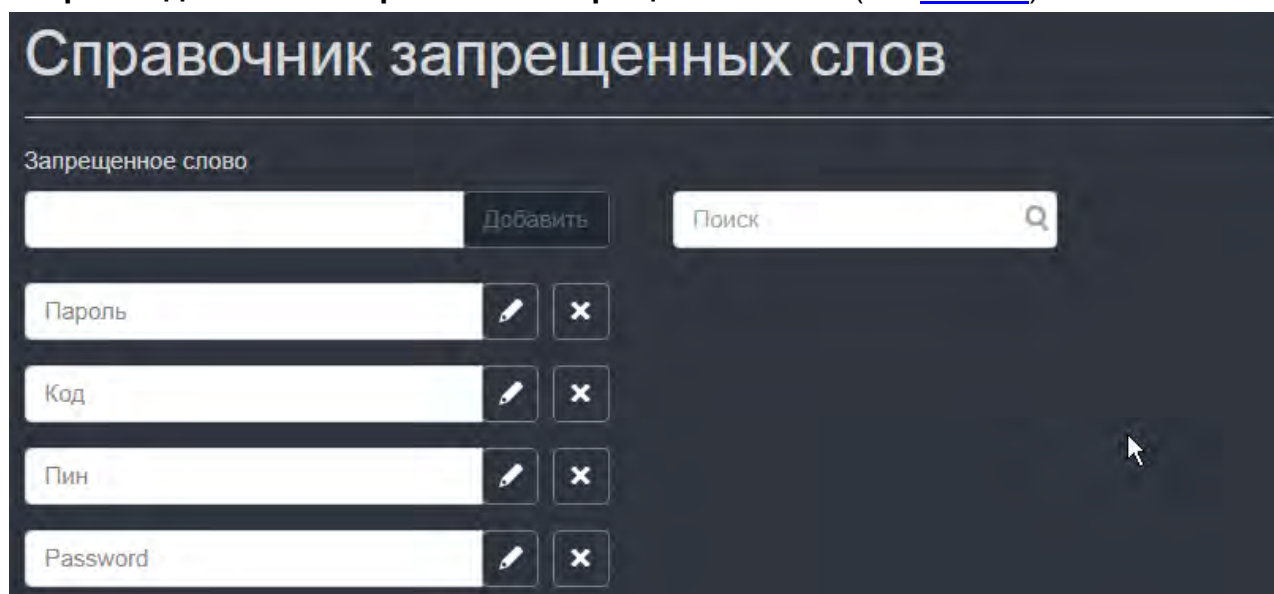 Справочник запрещенных слов
Запрещенное слово
Добавить
Поиск
Пароль
Код
Пин
Password